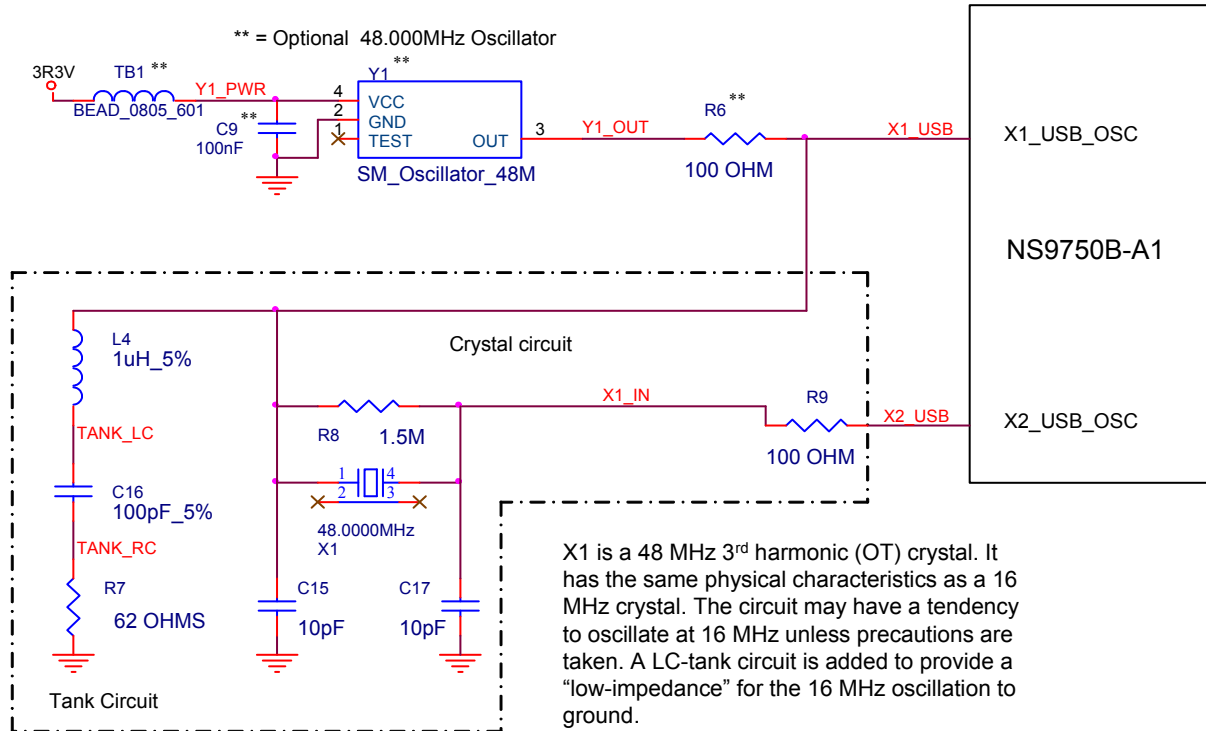 ** = Optional 48.000MHz Oscillator
3R3V
TB1 **
BEAD_0805_601
Y1_PWR
C9 **
100nF
Y1 **
4
2
1
VCC
GND
TEST
OUT
3
SM_Oscillator_48M
Y1_OUT
R6 **
100 OHM
X1_USB
X1_USB_OSC
NS9750B-A1
L4
1uH_5%
Crystal circuit
TANK_LC
R8
1.5M
X1_IN
R9
100 OHM
X2_USB
X2_USB_OSC
C16
100pF_5%
1
4
2
3
48.0000MHz
X1
TANK_RC
R7
62 OHMS
C15
10pF
C17
10pF
Tank Circuit
X1 is a 48 MHz 3rd harmonic (OT) crystal. It
has the same physical characteristics as a 16
MHz crystal. The circuit may have a tendency
to oscillate at 16 MHz unless precautions are
taken. A LC-tank circuit is added to provide a
“low-impedance” for the 16 MHz oscillation to
ground.